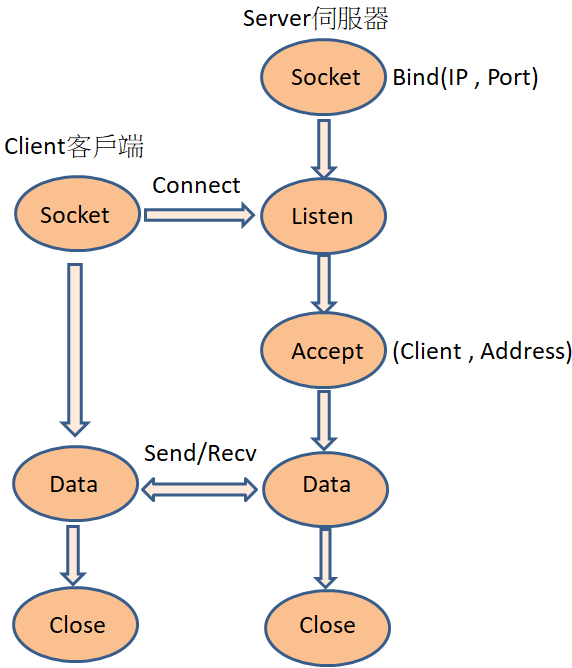 Server伺服器
Socket Bind(IP , Port)
Client客戶端
Connect
Socket
Listen
Accept (Client , Address)
Send/Recv
Data
Data
Close
Close